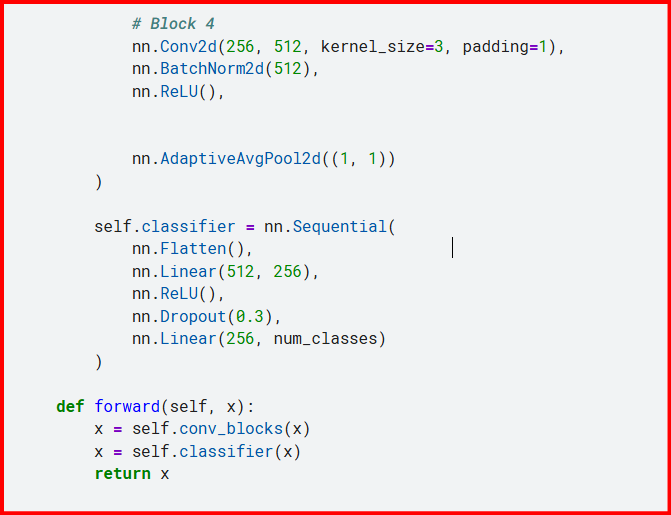 # Block 4
nn.Conv2d(256, 512, kernel_size=3, padding=1),
nn.BatchNorm2d(512),
nn.ReLU(),
nn.AdaptiveAvgPool2d((1, 1))
)
self.classifier = nn.Sequential(
nn.Flatten(),
nn.Linear(512, 256),
nn.ReLU(),
nn.Dropout(0.3),
nn.Linear(256, num_classes)
)
def forward(self, x):
x = self.conv_blocks(x)
x = self.classifier(x)
return x